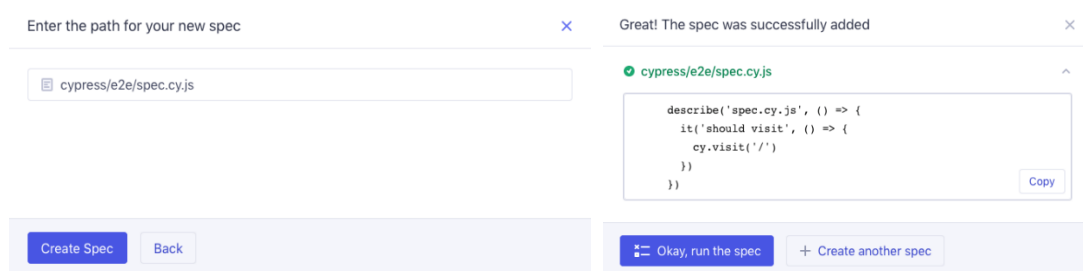 Enter the path for your new spec
cypress/e2e/spec.cy.js
Create Spec
Back
Great! The spec was successfully added
cypress/e2e/spec.cy.js
describe('spec.cy.js', () => {
  it('should visit', () => {
    cy.visit('/')
  })
})
Copy
Okay, run the spec
+ Create another spec